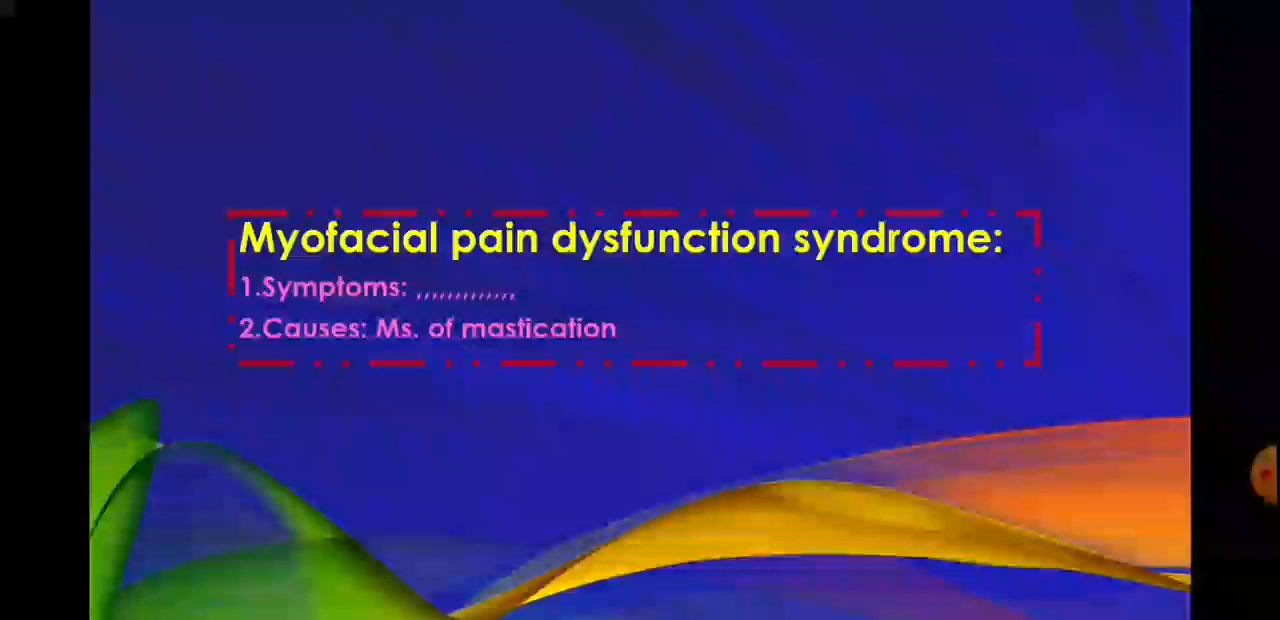 Myofacial pain dysfunction syndrome:
1.Symptoms: ,,,,,,,,,,,,,
2.Causes: Ms. of mastication